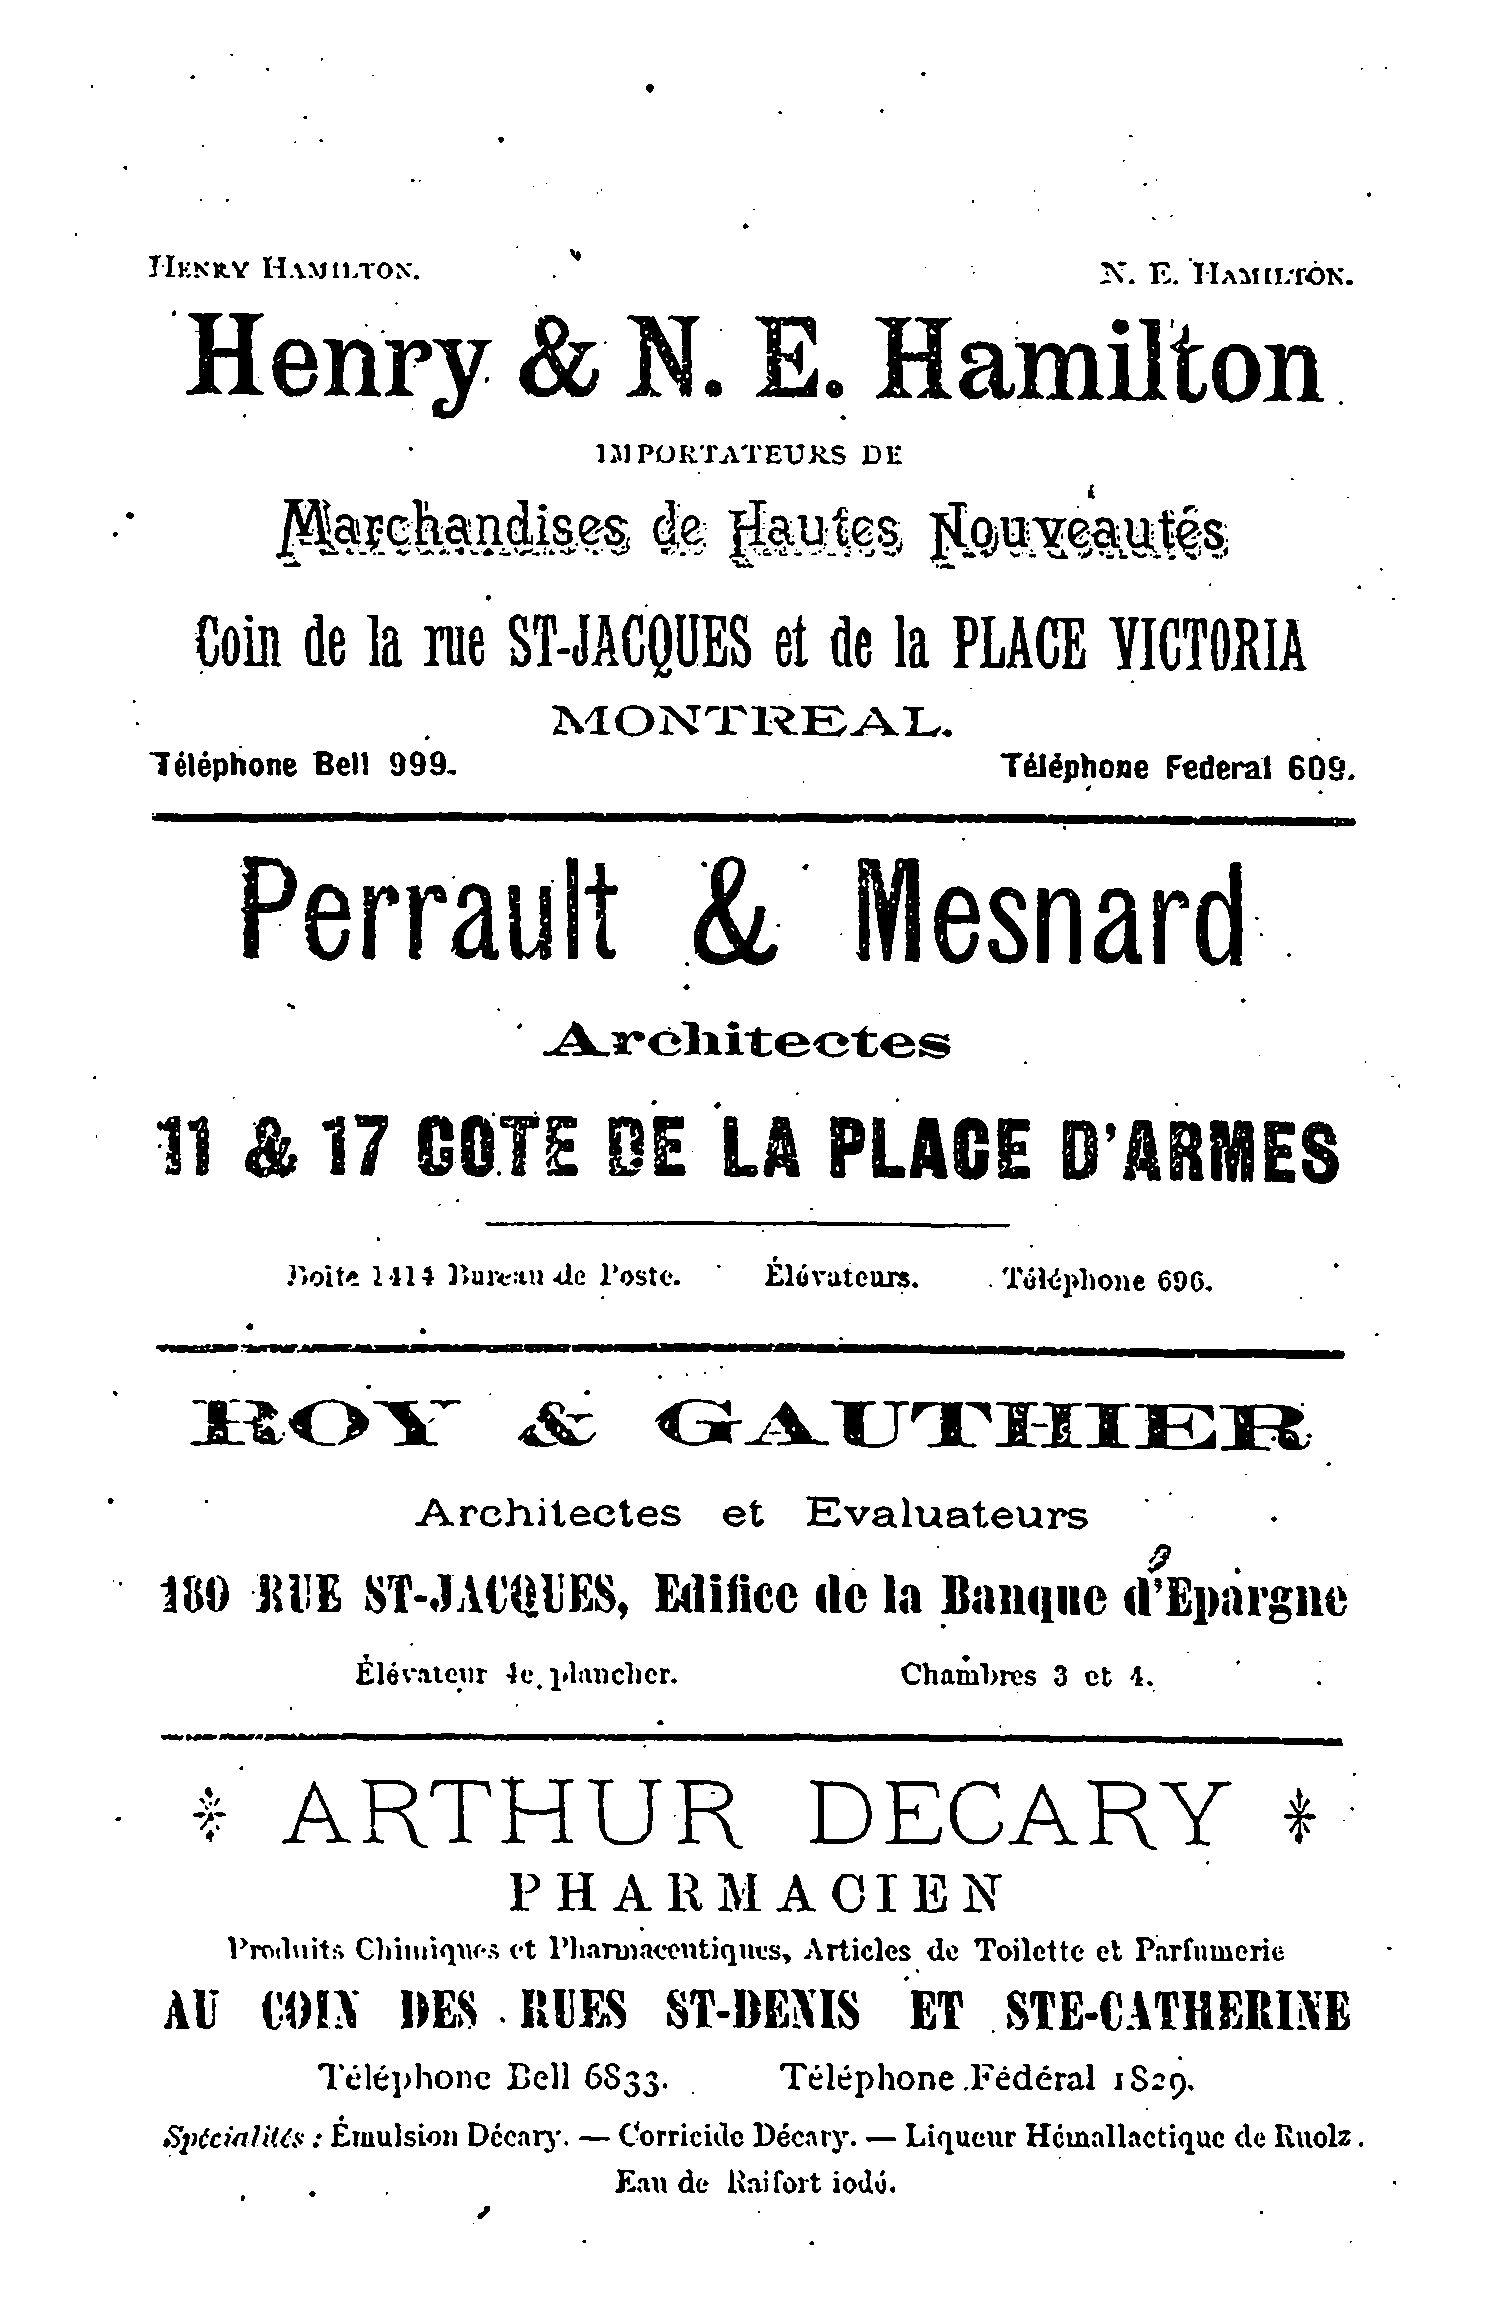 HENRY HAMILTON. N. E. HAMILTON.
Henry & N. E. Hamilton
IMPORTATEURS DE
Marchandises de Hautes Nouveautés
Coin de la rue ST-JACQUES et de la PLACE VICTORIA
MONTREAL.
Téléphone Bell 999. Téléphone Federal 609.
Perrault & Mesnard
Architectes
11 & 17 COTE DE LA PLACE D'ARMES
Boite 1414 Bureau de Poste. Élévateurs. Téléphone 696.
ROY & GAUTHIER
Architectes et Evaluateurs
180 RUE ST-JACQUES, Edifice de la Banque d'Epargne
Élévateur 4e plancher. Chambres 3 et 4.
ARTHUR DECARY
PHARMACIEN
Produits Chimiques et Pharmaceutiques, Articles de Toilette et Parfumerie
AU COIN DES RUES ST-DENIS ET STE-CATHERINE
Téléphone Bell 6833. Téléphone Fédéral 1829.
Spécialités : Émulsion Décary. — Corricide Décary. — Liqueur Hémallactique de Ruolz.
Eau de Raifort iodé.